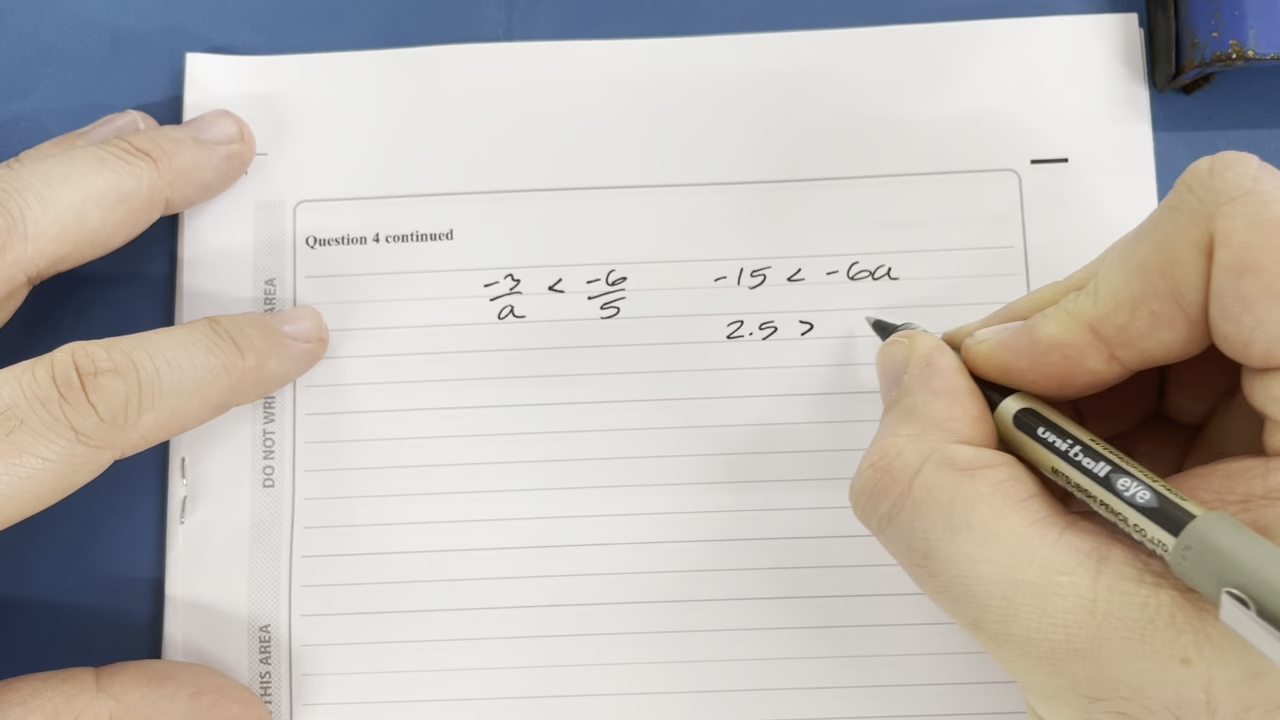 Question 4 continued
-3/a < -6/5    -15 < -6a
2.5 >
DO NOT WRI
AREA
THIS AREA
uni-ball eye
MITSUBISHI PENCIL CO.,LTD